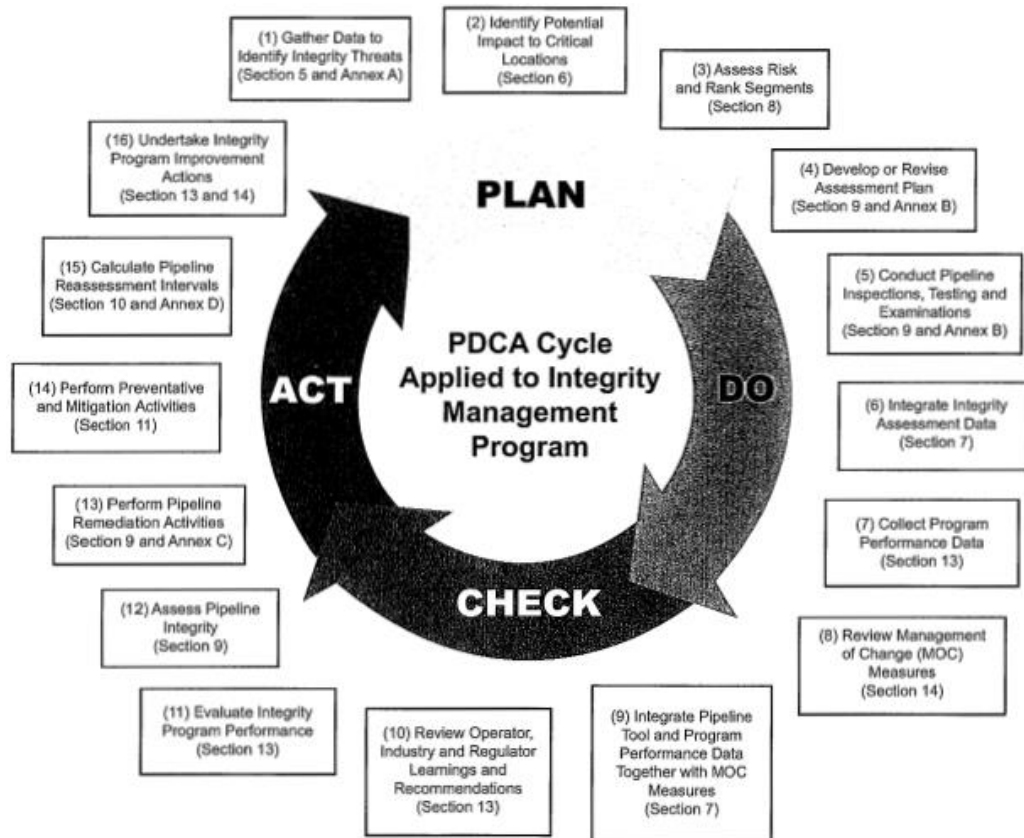 (1) Gather Data to
Identify Integrity Threats
(Section 5 and Annex A)
(2) Identify Potential
Impact to Critical
Locations
(Section 6)
(3) Assess Risk
and Rank Segments
(Section 8)
(4) Develop or Revise
Assessment Plan
(Section 9 and Annex B)
(5) Conduct Pipeline
Inspections, Testing and
Examinations
(Section 9 and Annex B)
(6) Integrate Integrity
Assessment Data
(Section 7)
(7) Collect Program
Performance Data
(Section 13)
(8) Review Management
of Change (MOC)
Measures
(Section 14)
(9) Integrate Pipeline
Tool and Program
Performance Data
Together with MOC
Measures
(Section 7)
(10) Review Operator,
Industry and Regulator
Learnings and
Recommendations
(Section 13)
(11) Evaluate Integrity
Program Performance
(Section 13)
(12) Assess Pipeline
Integrity
(Section 9)
(13) Perform Pipeline
Remediation Activities
(Section 9 and Annex C)
(14) Perform Preventative
and Mitigation Activities
(Section 11)
(15) Calculate Pipeline
Reassessment Intervals
(Section 10 and Annex D)
(16) Undertake Integrity
Program Improvement
Actions
(Section 13 and 14)
PLAN
DO
CHECK
ACT
PDCA Cycle
Applied to Integrity
Management
Program